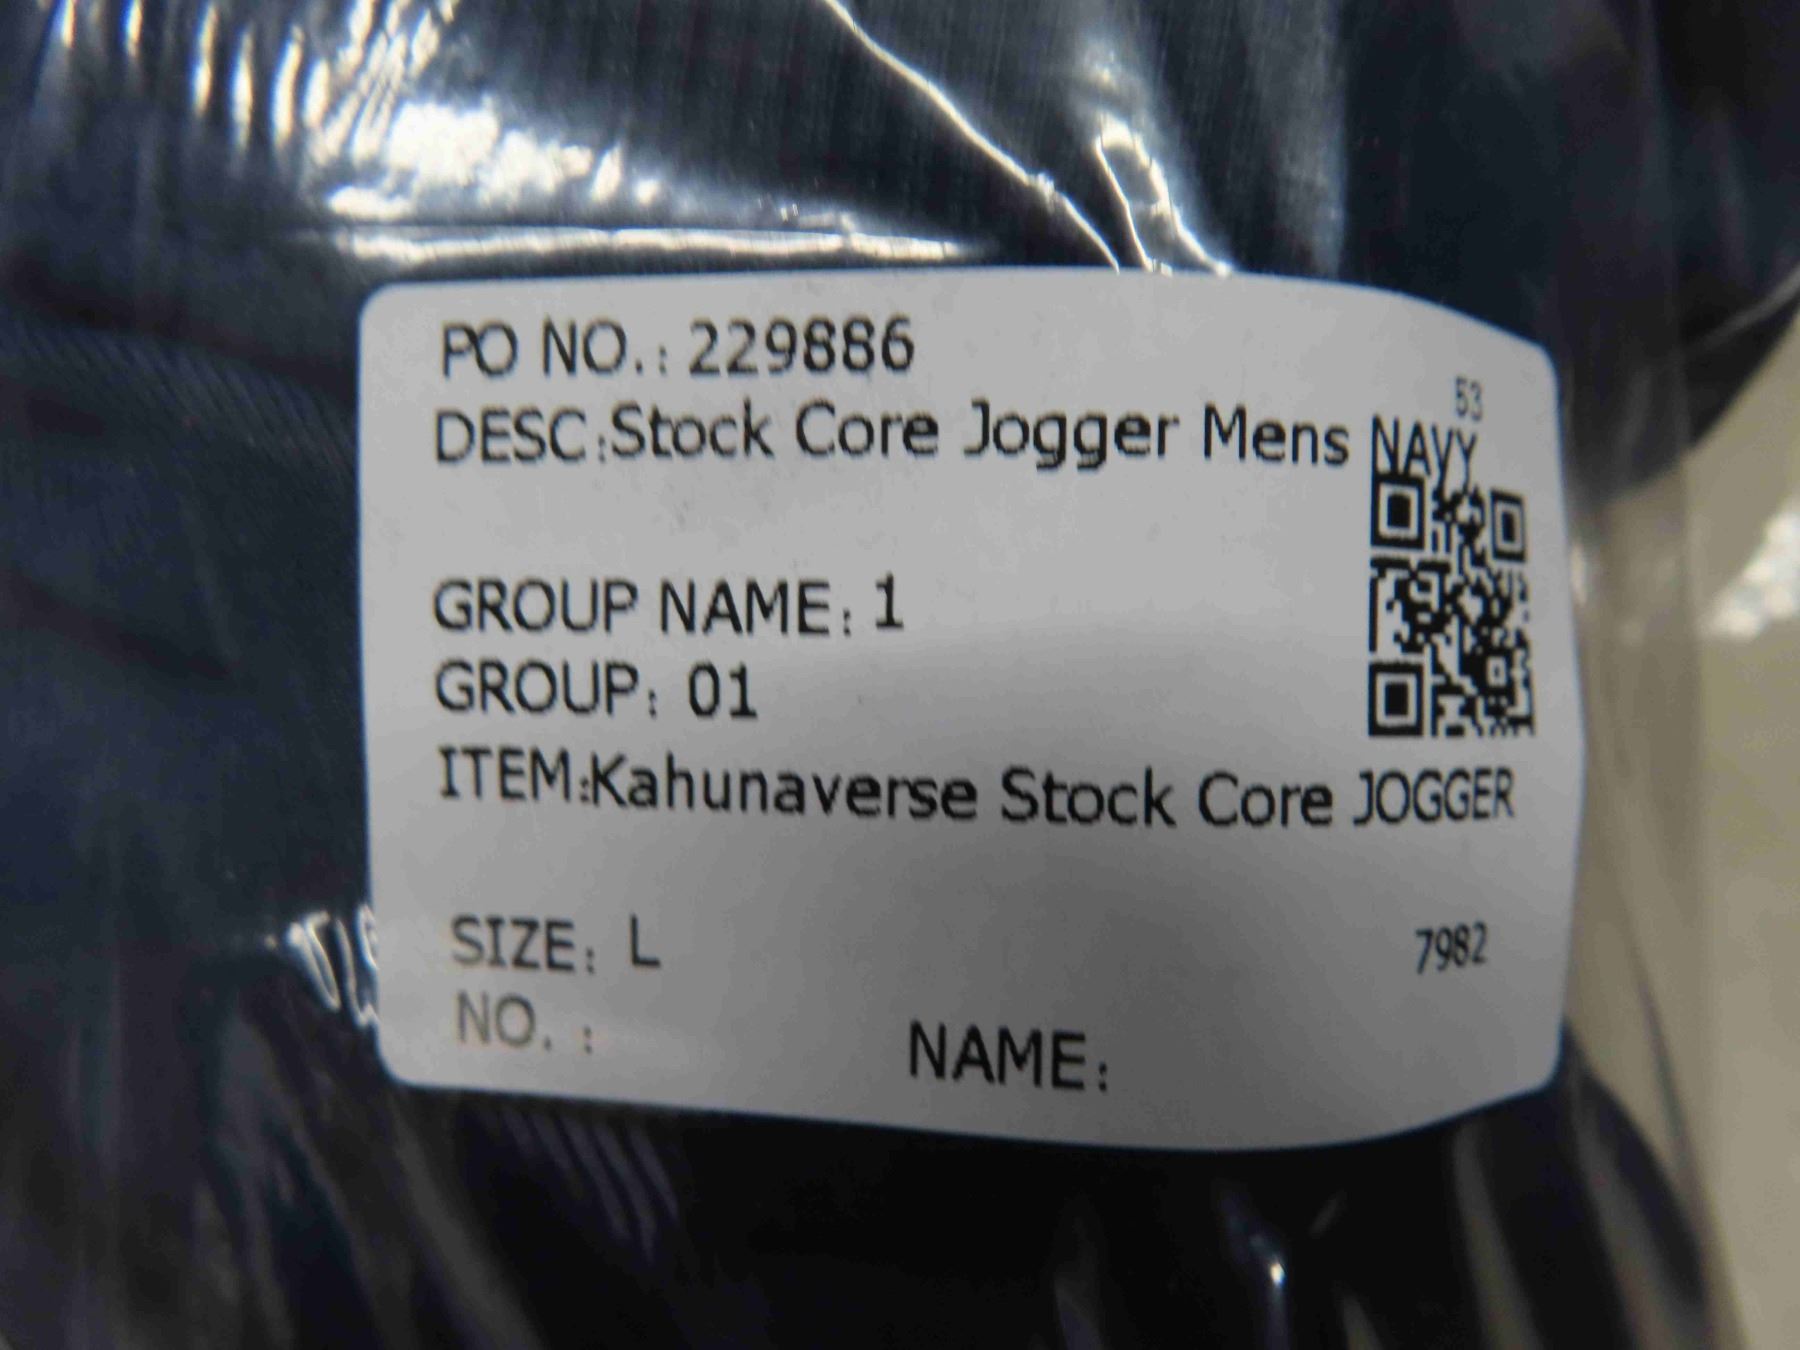 PO NO.: 229886
53
DESC:Stock Core Jogger Mens NAVY
GROUP NAME: 1
GROUP: 01
ITEM:Kahunaverse Stock Core JOGGER
SIZE: L
7982
NO. :
NAME: